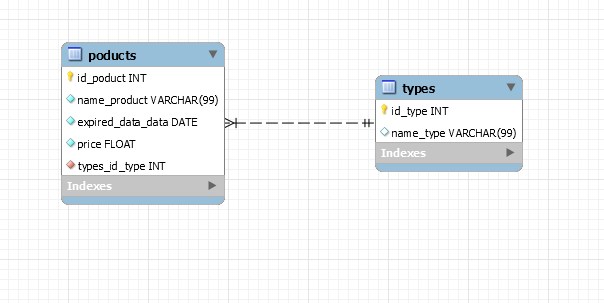 poducts
id_poduct INT
name_product VARCHAR(99)
expired_data_data DATE
price FLOAT
types_id_type INT
Indexes
types
id_type INT
name_type VARCHAR(99)
Indexes